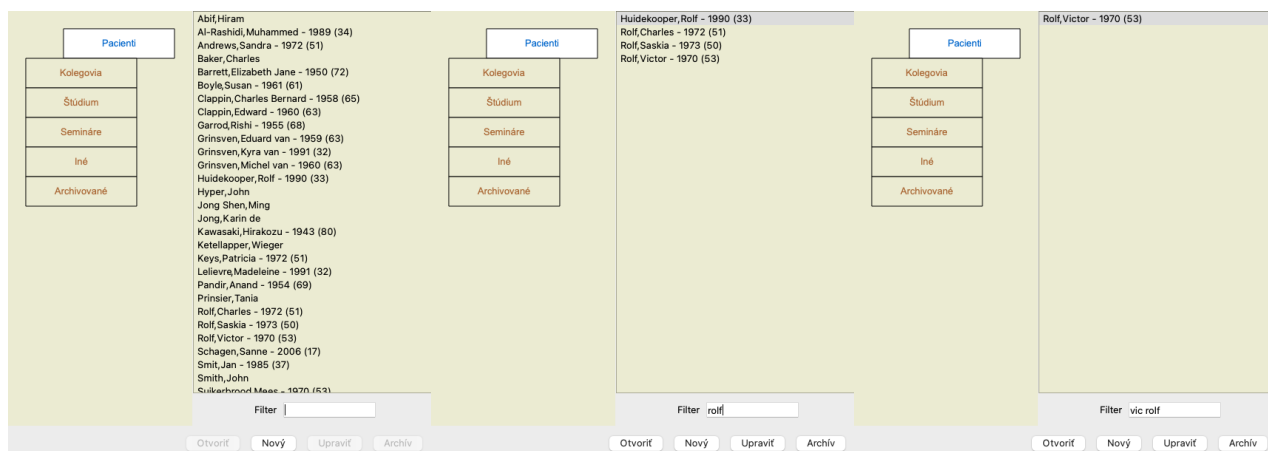 Pacienti
Kolegovia
Štúdium
Semináre
Iné
Archivované
Abif,Hiram
Al-Rashidi,Muhammed - 1989 (34)
Andrews,Sandra - 1972 (51)
Baker,Charles
Barrett,Elizabeth Jane - 1950 (72)
Boyle,Susan - 1961 (61)
Clappin,Charles Bernard - 1958 (65)
Clappin,Edward - 1960 (63)
Garrod,Rishi - 1955 (68)
Grinsven,Eduard van - 1959 (63)
Grinsven,Kyra van - 1991 (32)
Grinsven,Michel van - 1960 (63)
Huidekooper,Rolf - 1990 (33)
Hyper,John
Jong Shen,Ming
Jong,Karin de
Kawasaki,Hirakozu - 1943 (80)
Ketellapper,Wieger
Keys,Patricia - 1972 (51)
Lelievre,Madeleine - 1991 (32)
Pandir,Anand - 1954 (69)
Prinsier,Tania
Rolf,Charles - 1972 (51)
Rolf,Saskia - 1973 (50)
Rolf,Victor - 1970 (53)
Schagen,Sanne - 2006 (17)
Smit,Jan - 1985 (37)
Smith,John
Suikerbrood,Mees - 1970 (53)
Filter
Otvoriť Nový Upraviť Archív
Pacienti
Kolegovia
Štúdium
Semináre
Iné
Archivované
Huidekooper,Rolf - 1990 (33)
Rolf,Charles - 1972 (51)
Rolf,Saskia - 1973 (50)
Rolf,Victor - 1970 (53)
Filter rolf
Otvoriť Nový Upraviť Archív
Pacienti
Kolegovia
Štúdium
Semináre
Iné
Archivované
Rolf,Victor - 1970 (53)
Filter vic rolf
Otvoriť Nový Upraviť Archív